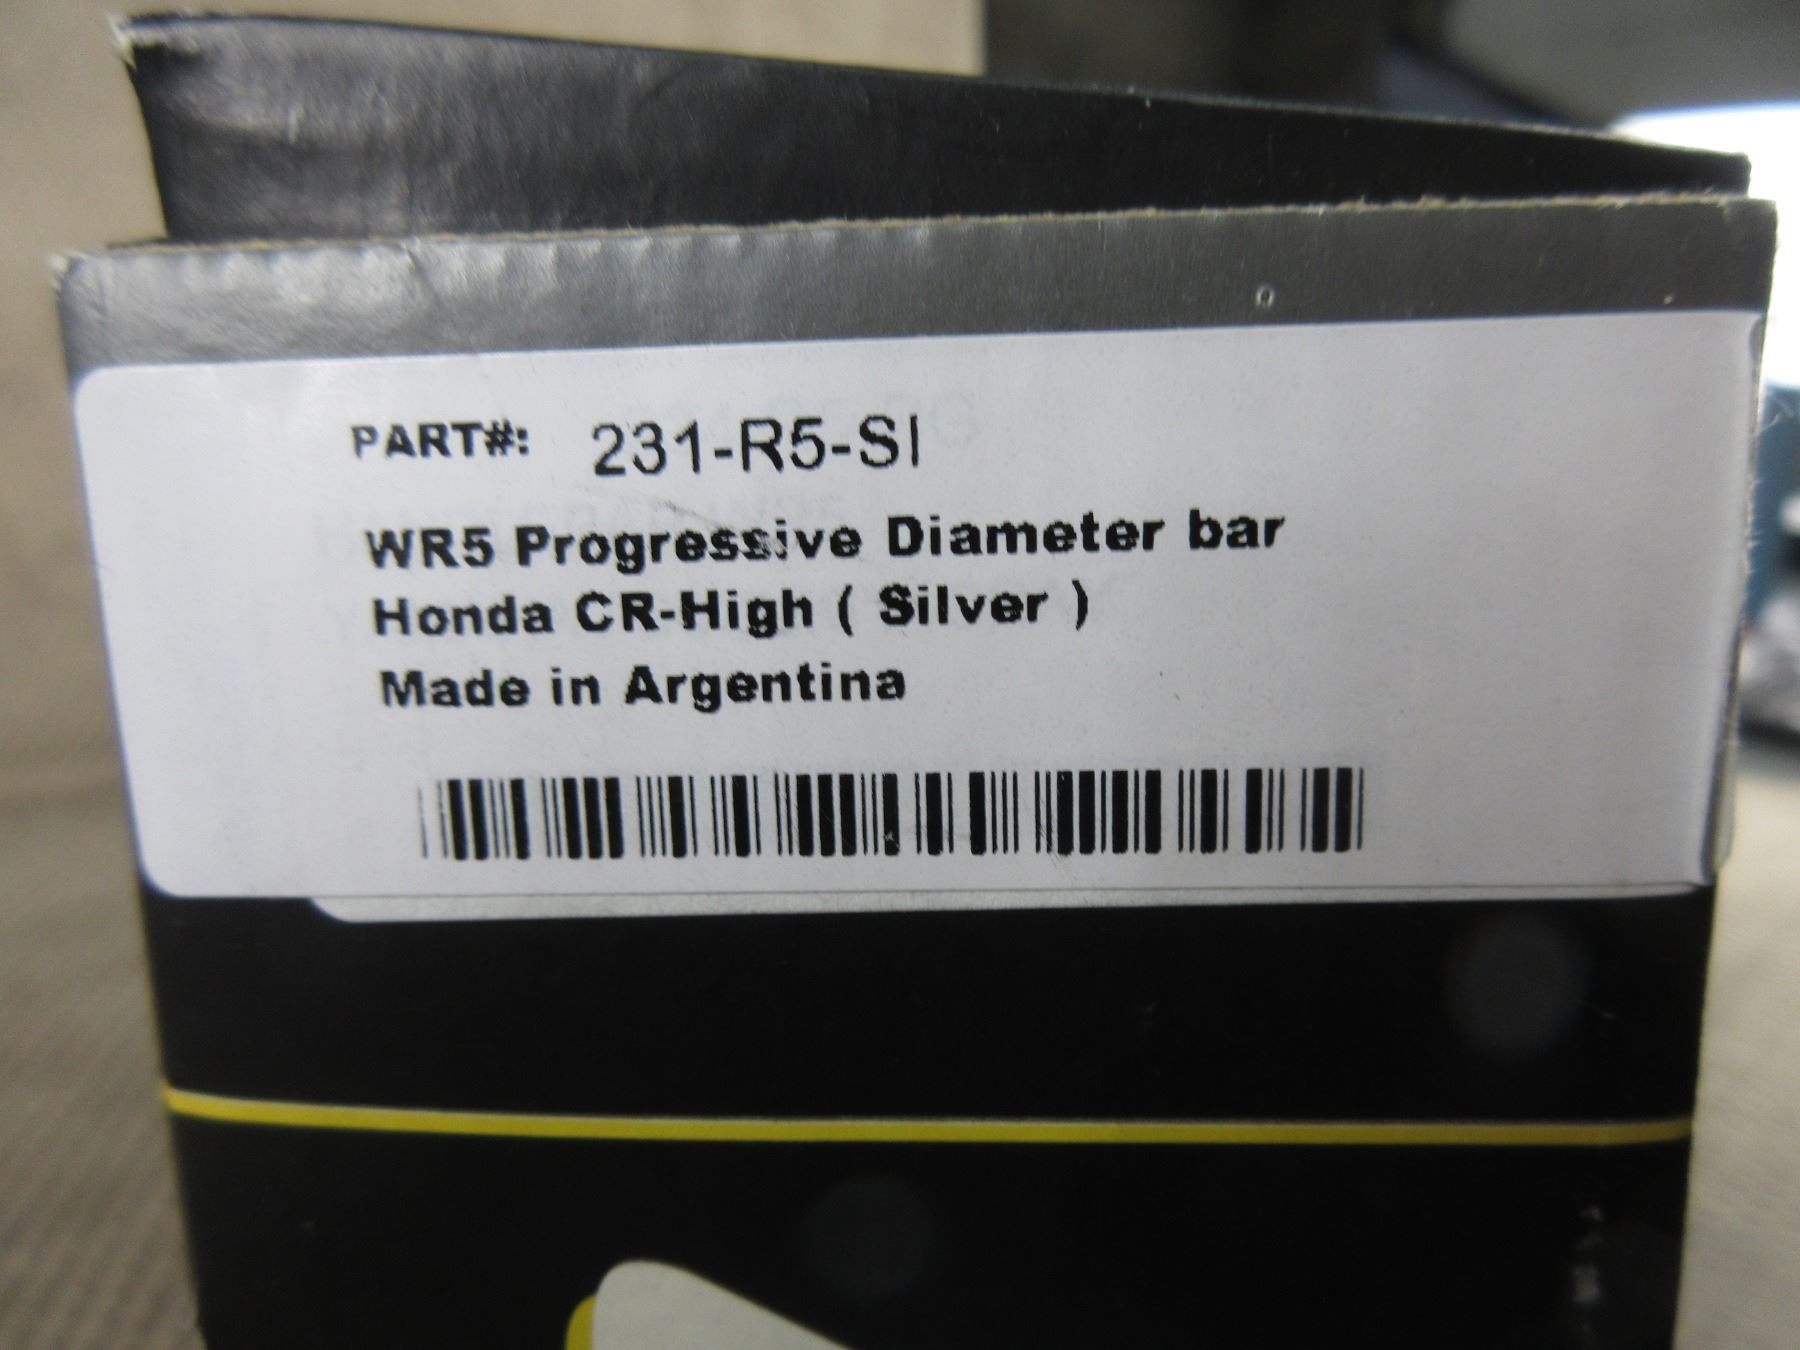 PART#: 231-R5-SI
WR5 Progressive Diameter bar
Honda CR-High ( Silver )
Made in Argentina